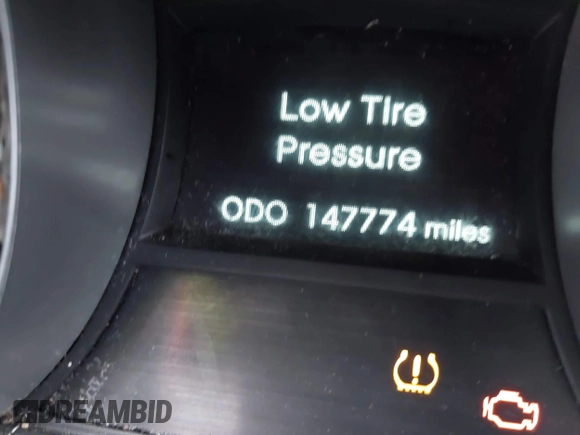 Low Tire
Pressure
ODO 147774 miles
DREAMBID